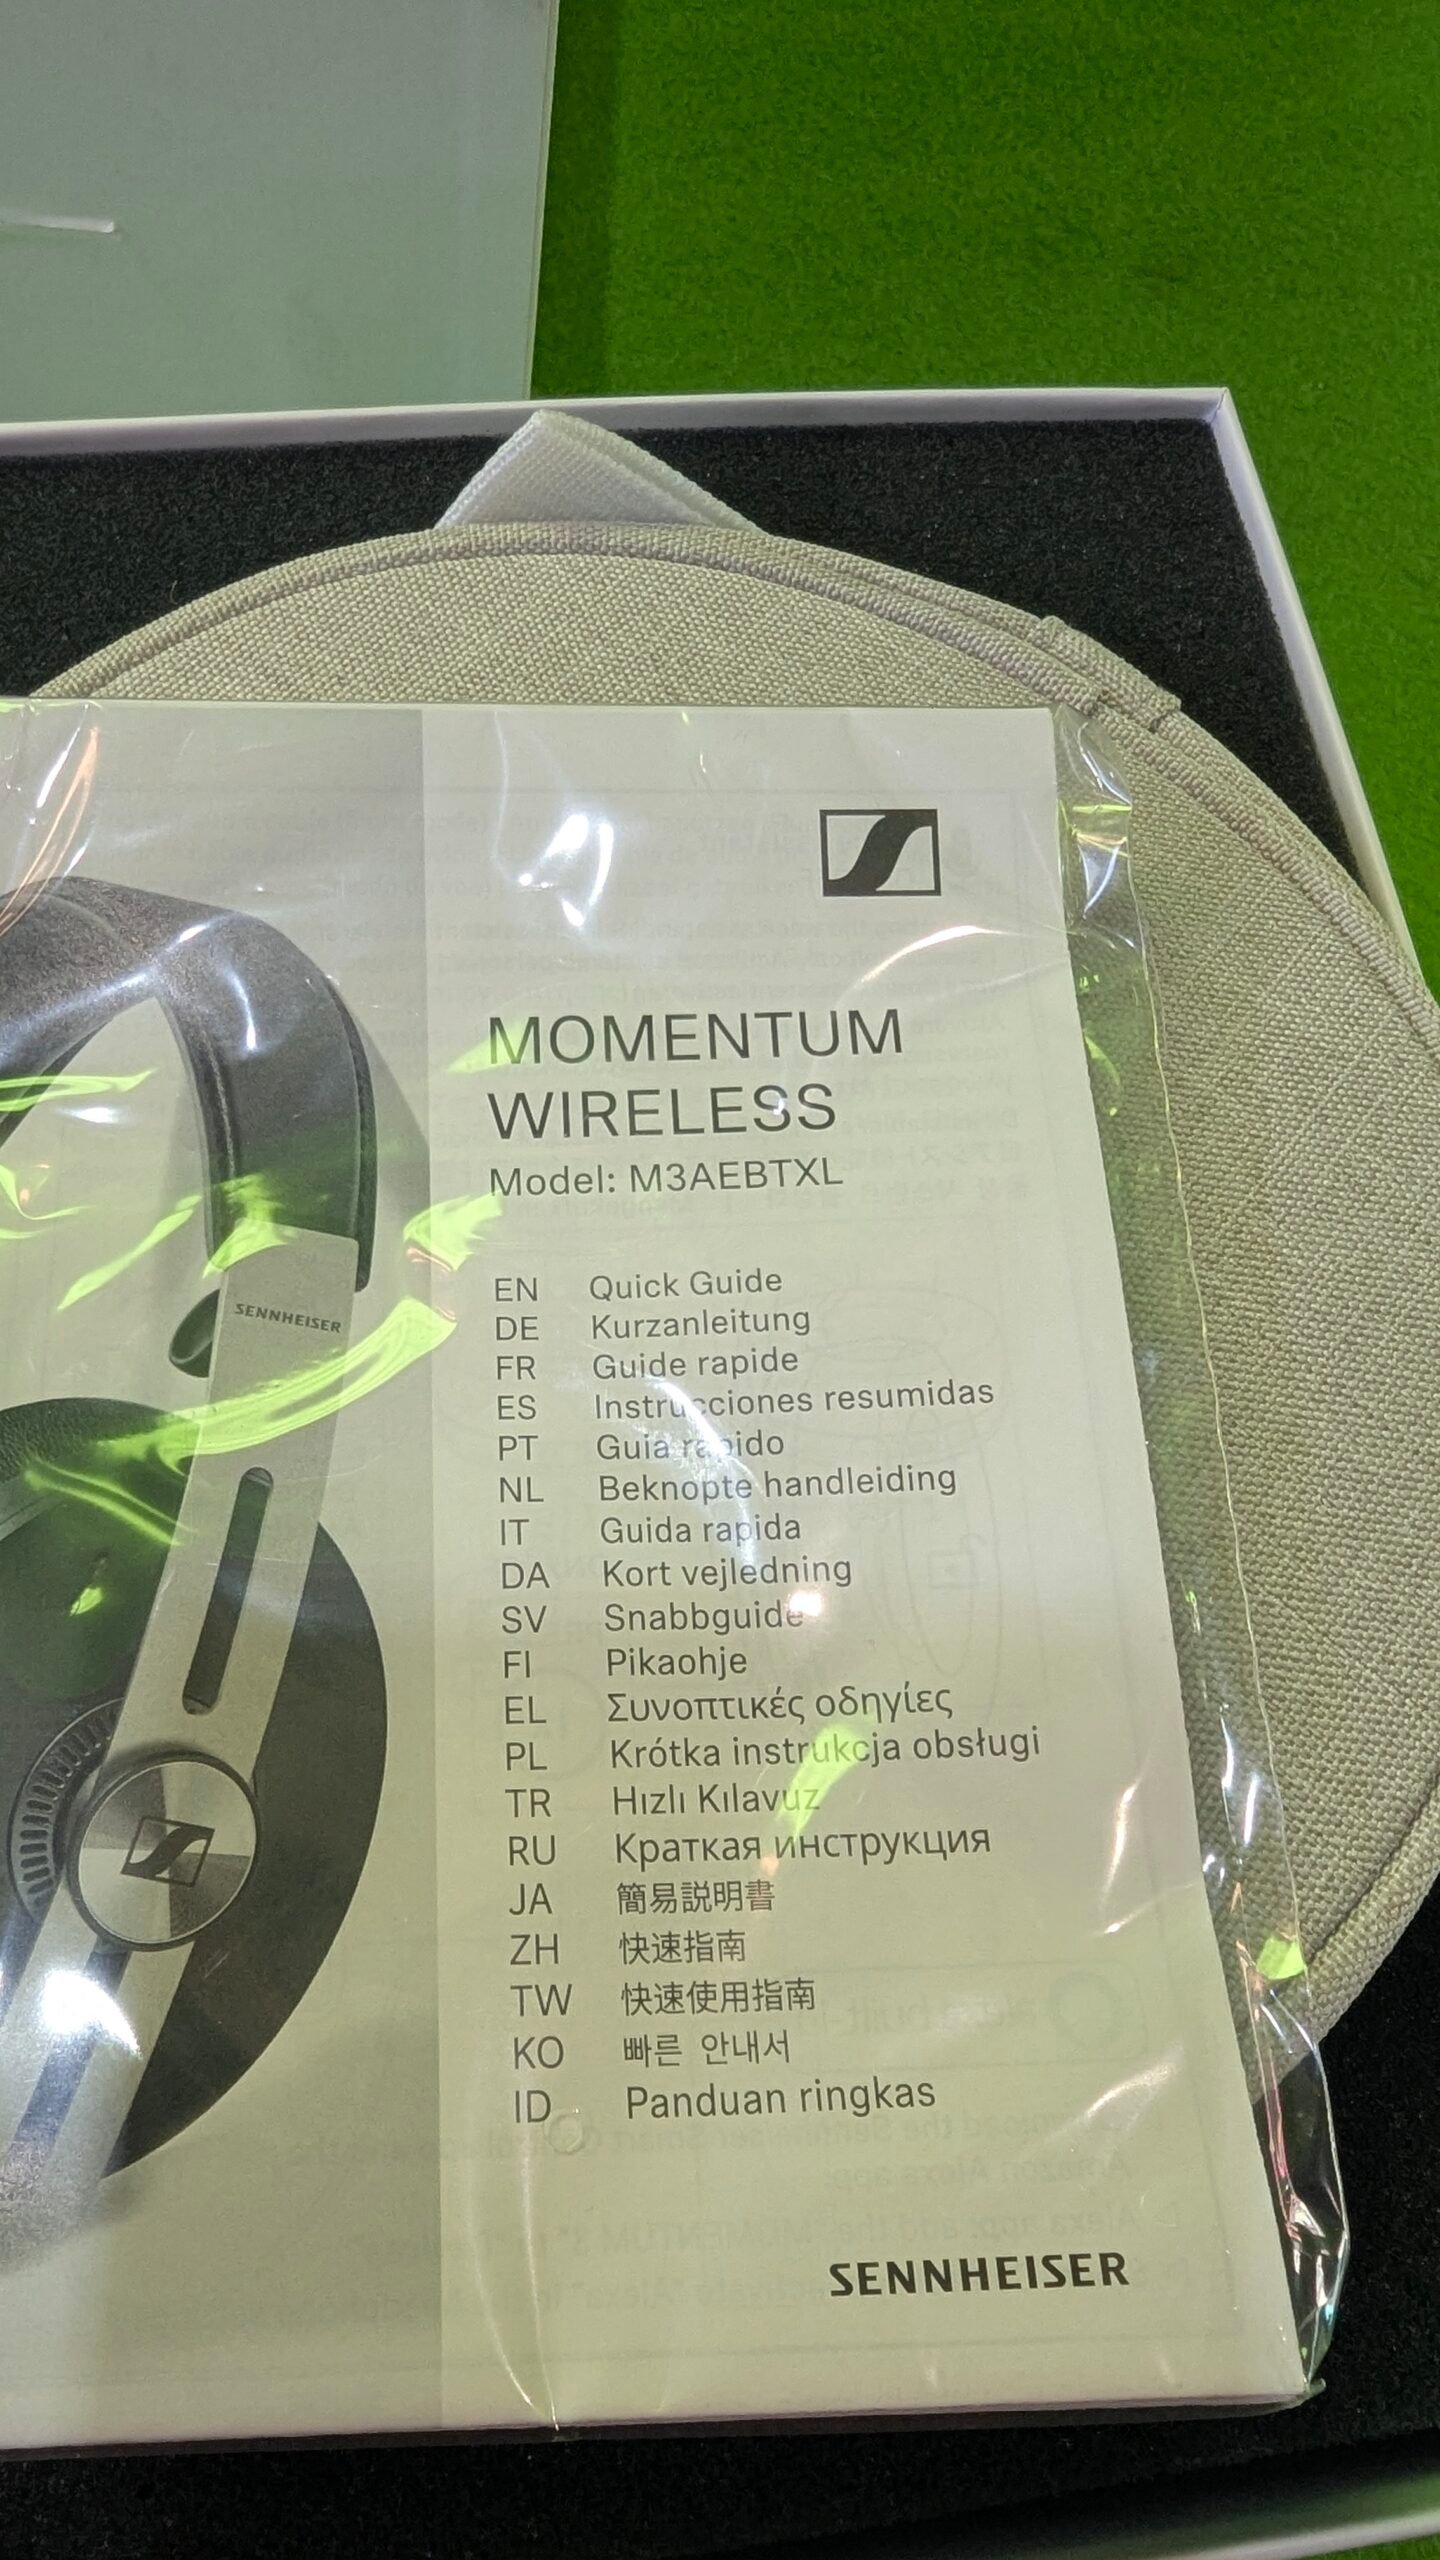 MOMENTUM
WIRELESS
Model: M3AEBTXL
SENNHEISER
EN Quick Guide
DE Kurzanleitung
FR Guide rapide
ES Instrucciones resumidas
PT Guia rápido
NL Beknopte handleiding
IT Guida rapida
DA Kort vejledning
SV Snabbguide
FI Pikaohje
EL Συνοπτικές οδηγίες
PL Krótka instrukcja obsługi
TR Hızlı Kılavuz
RU Краткая инструкция
JA 簡易説明書
ZH 快速指南
TW 快速使用指南
KO 빠른 안내서
ID Panduan ringkas
SENNHEISER